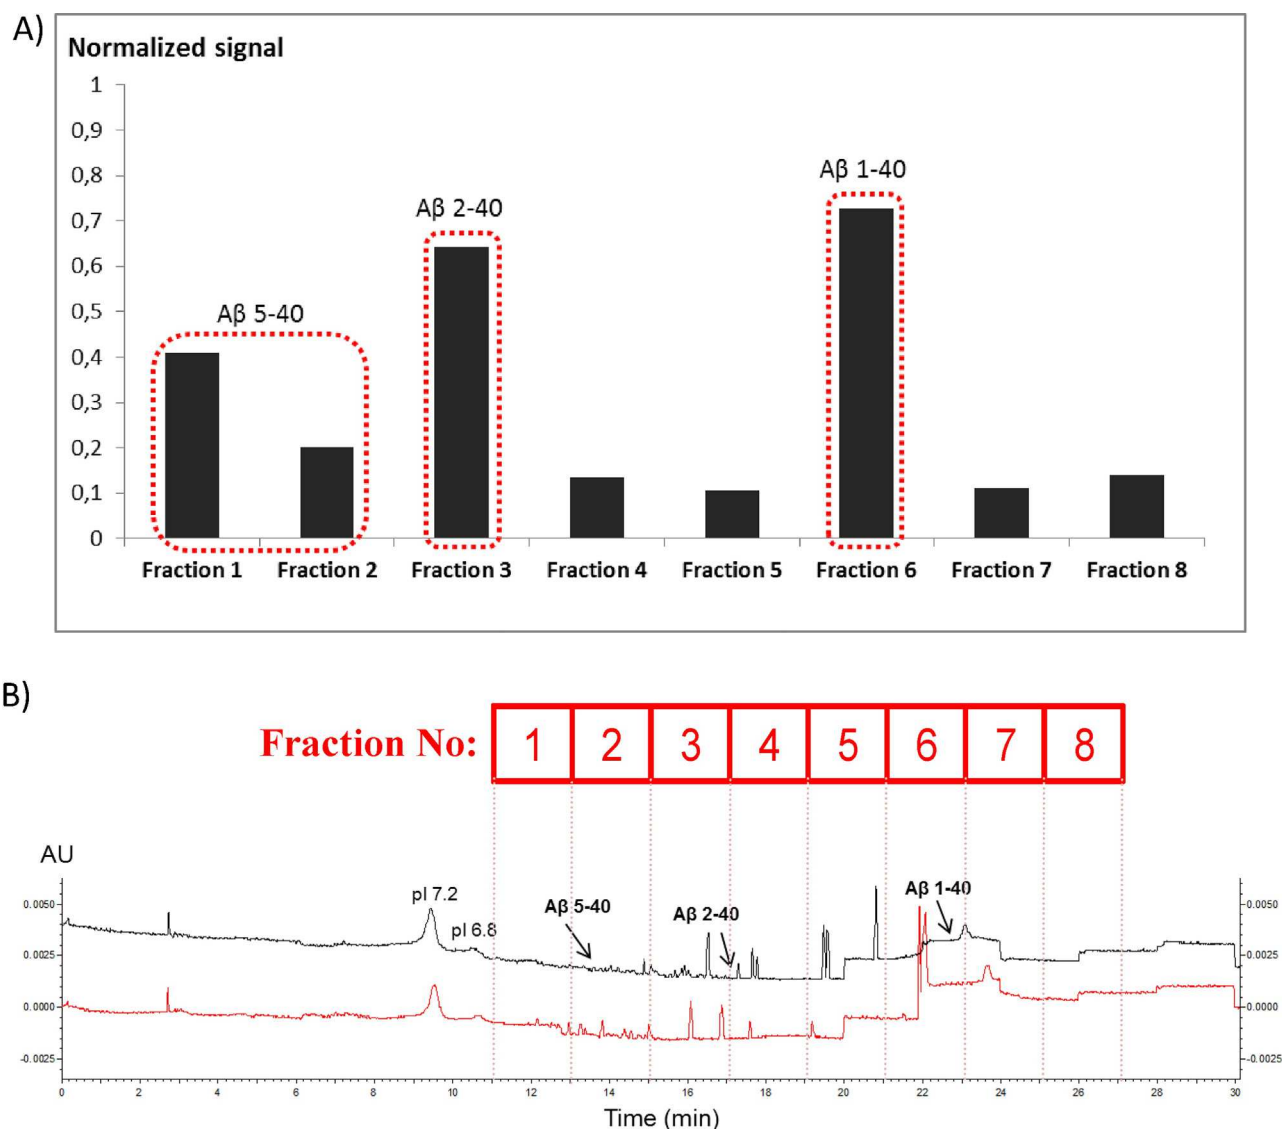 A)
Normalized signal
1
0,9
0,8
0,7
0,6
0,5
0,4
0,3
0,2
0,1
0
Aβ 5-40
Aβ 2-40
Aβ 1-40
Fraction 1 Fraction 2 Fraction 3 Fraction 4 Fraction 5 Fraction 6 Fraction 7 Fraction 8
B)
Fraction No: 1 2 3 4 5 6 7 8
AU
0.0050
0.0025
0.0000
-0.0025
pI 7.2
pI 6.8
Aβ 5-40
Aβ 2-40
Aβ 1-40
0.0050
0.0025
0.0000
-0.0025
0 2 4 6 8 10 12 14 16 18 20 22 24 26 28 30
Time (min)